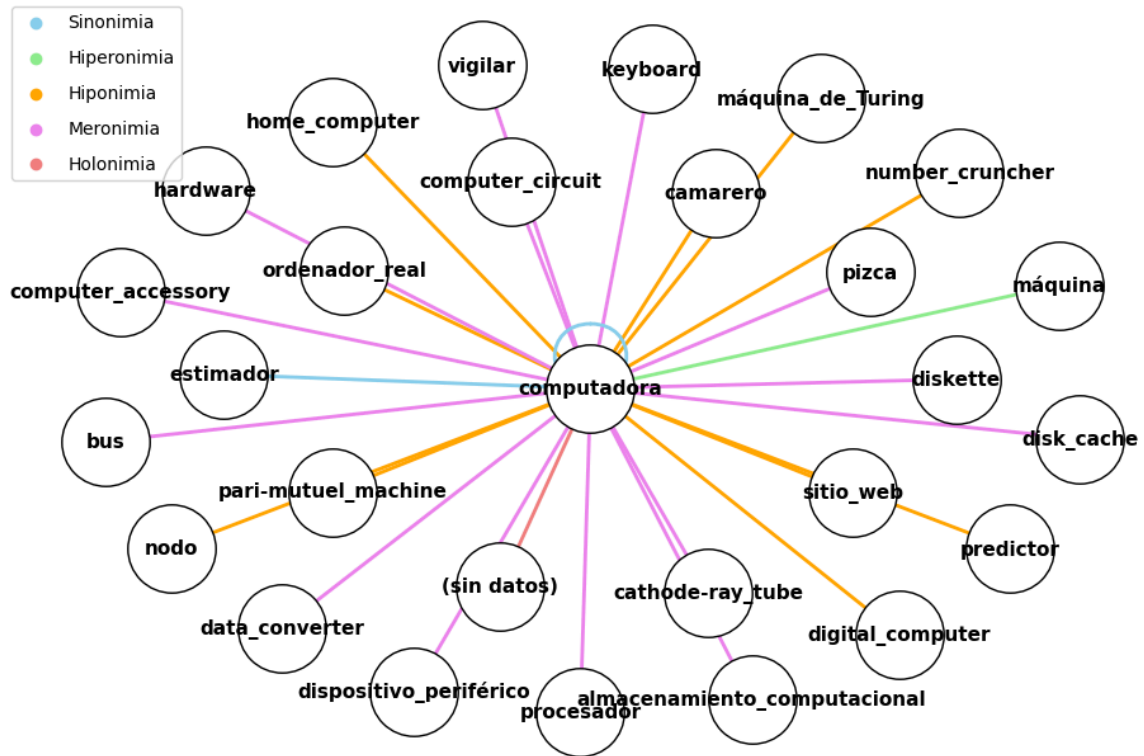 Sinonimia
Hiperonimia
Hiponimia
Meronimia
Holonimia
vigilar
keyboard
máquina_de_Turing
home_computer
number_cruncher
computer_circuit
hardware
camarero
ordenador_real
pizca
máquina
computer_accessory
estimador
computadora
diskette
bus
disk_cache
pari-mutuel_machine
sitio_web
nodo
predictor
(sin datos)
cathode-ray_tube
data_converter
digital_computer
dispositivo_periférico
almacenamiento_computacional
procesador